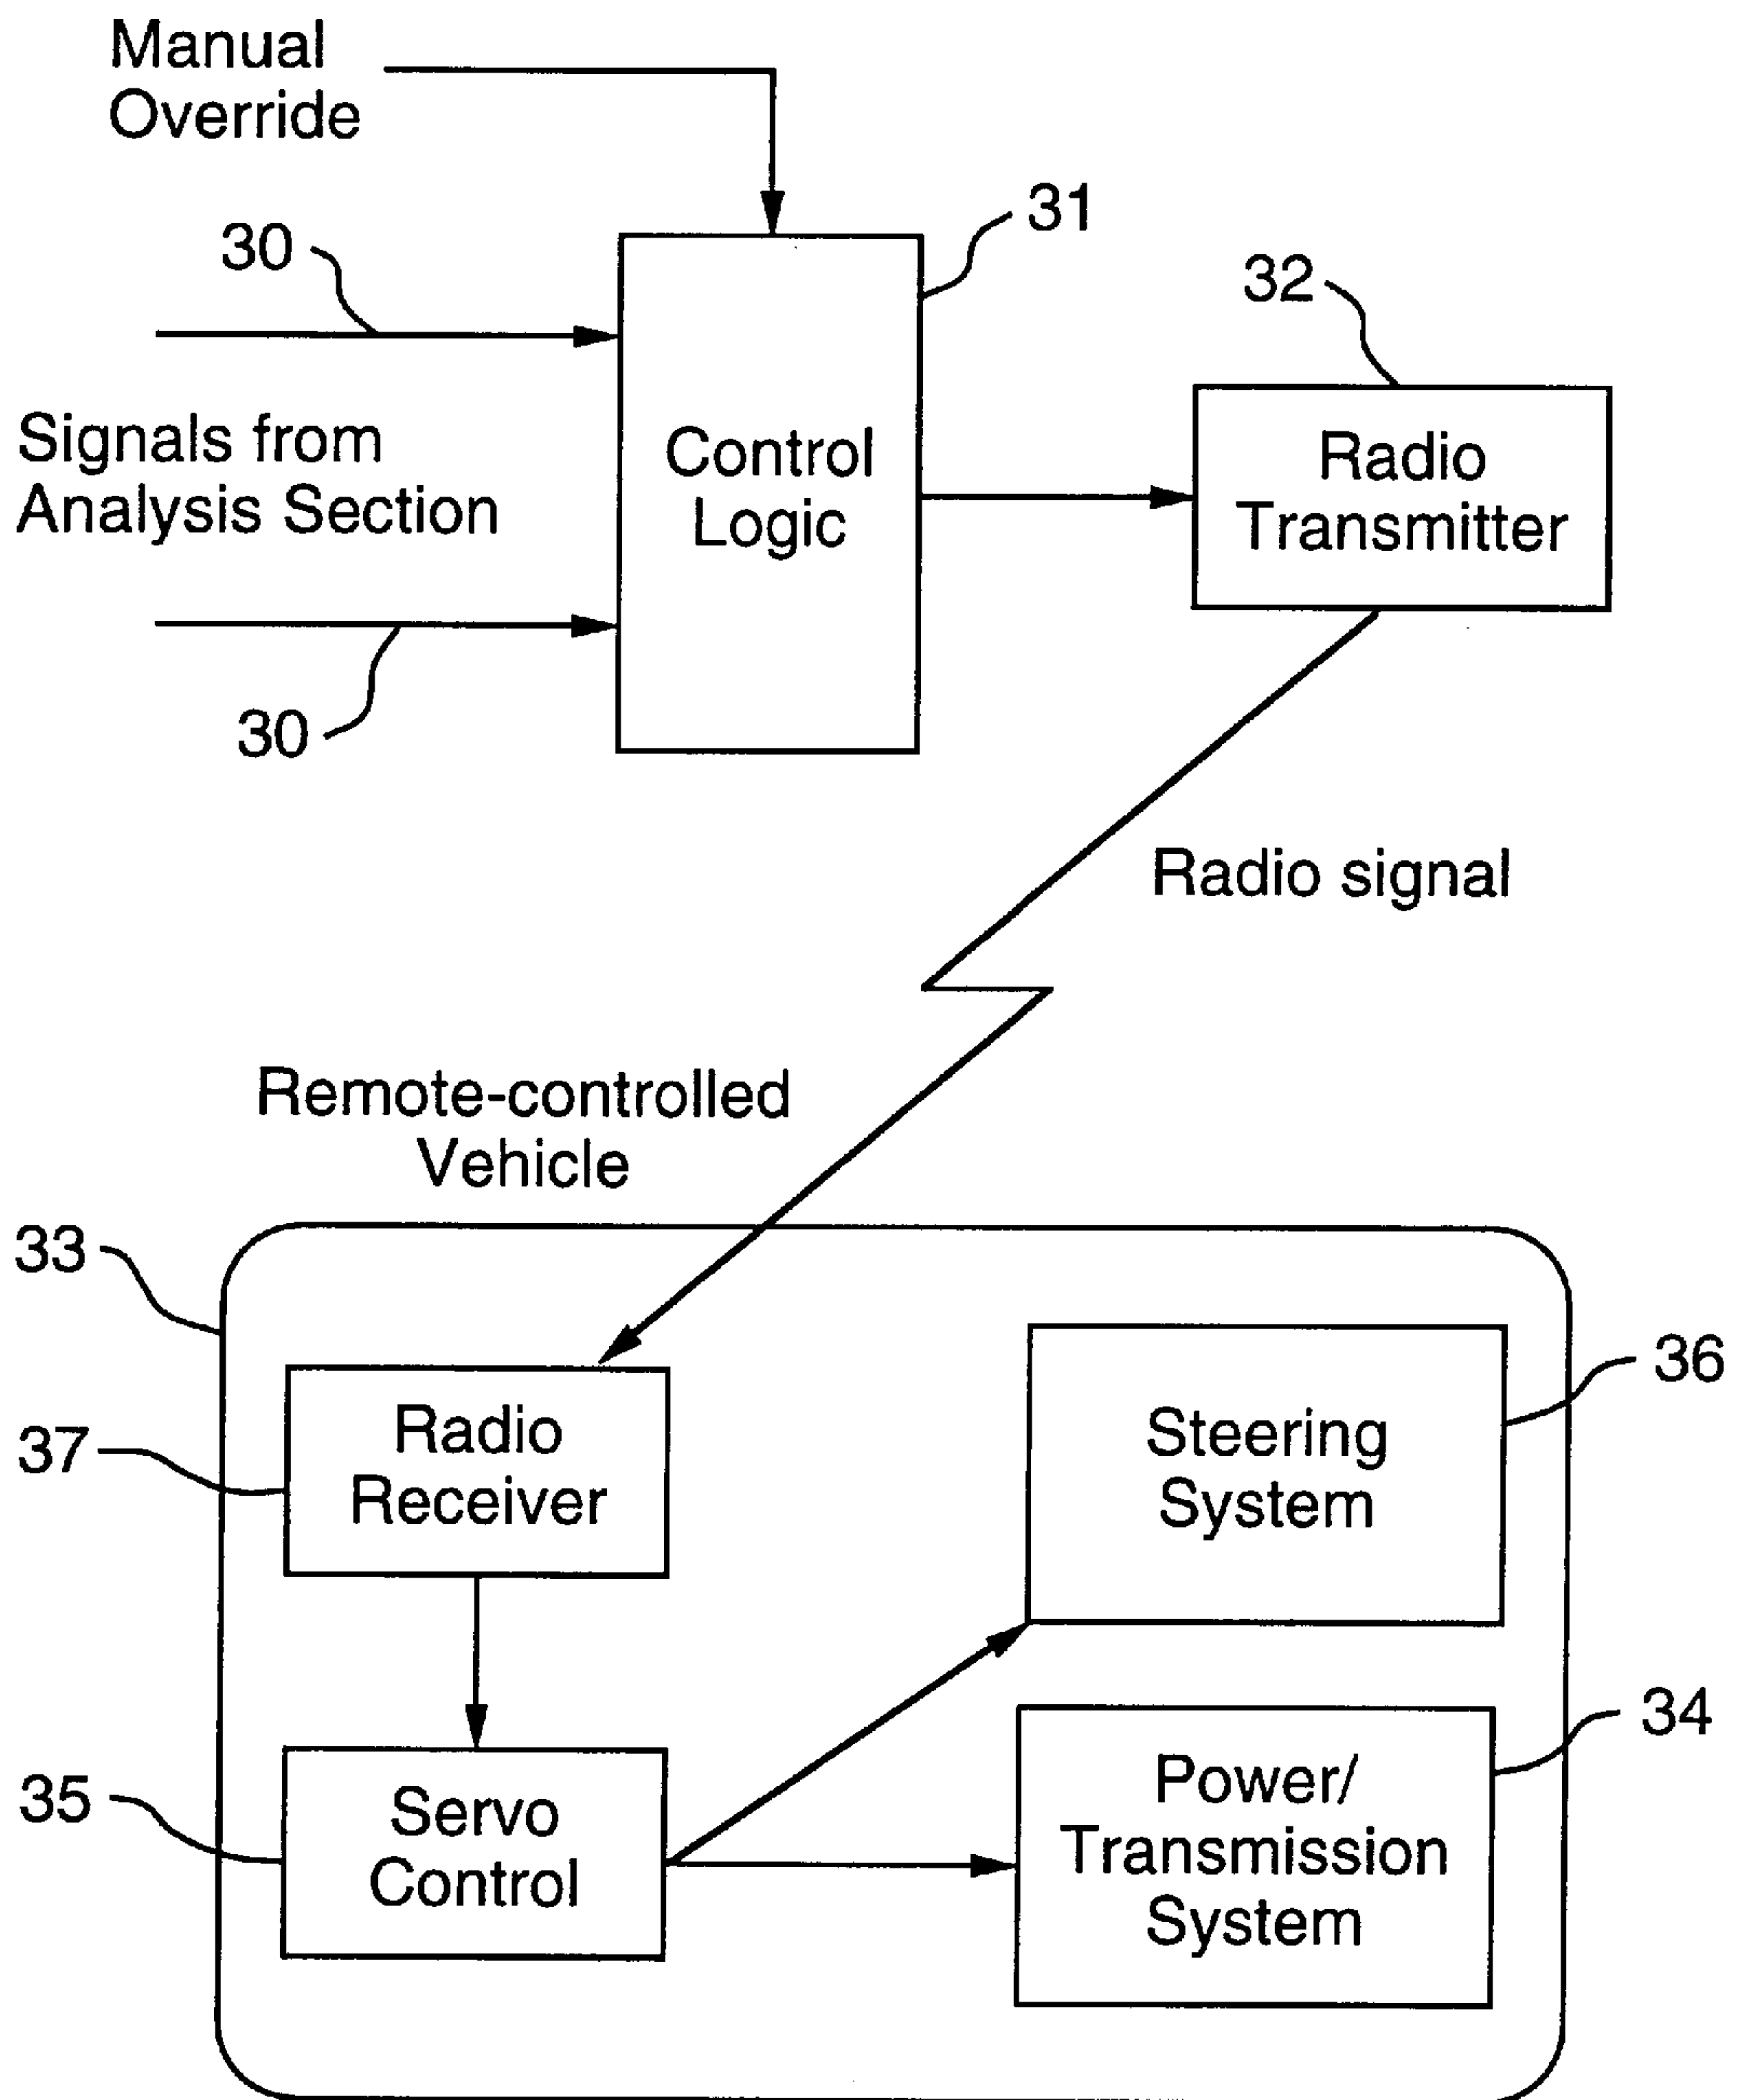 Manual
Override
30
31
32
Signals from
Analysis Section
Control
Logic
Radio
Transmitter
30
Radio signal
Remote-controlled
Vehicle
33
Radio
Receiver
37
Steering
System
36
35
Servo
Control
Power/
Transmission
System
34